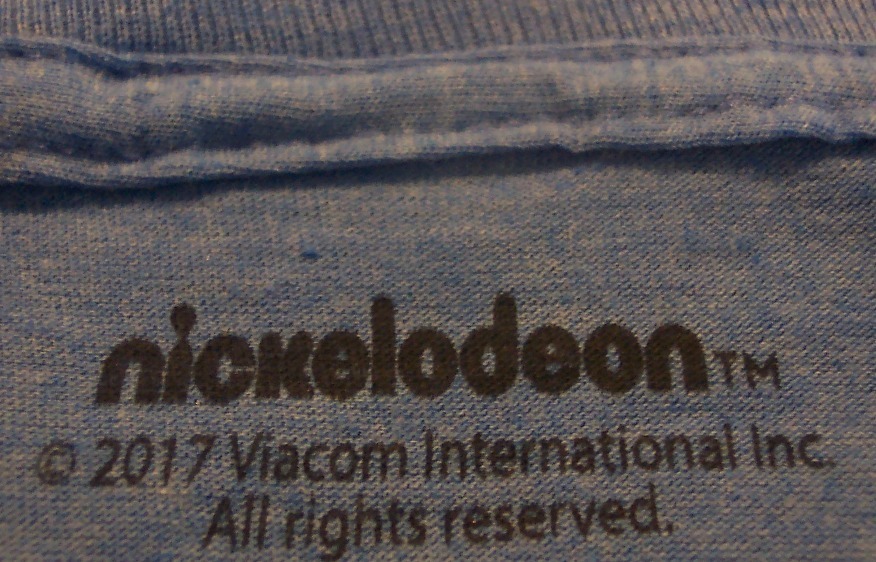 nickelodeon™
© 2017 Viacom International Inc.
All rights reserved.